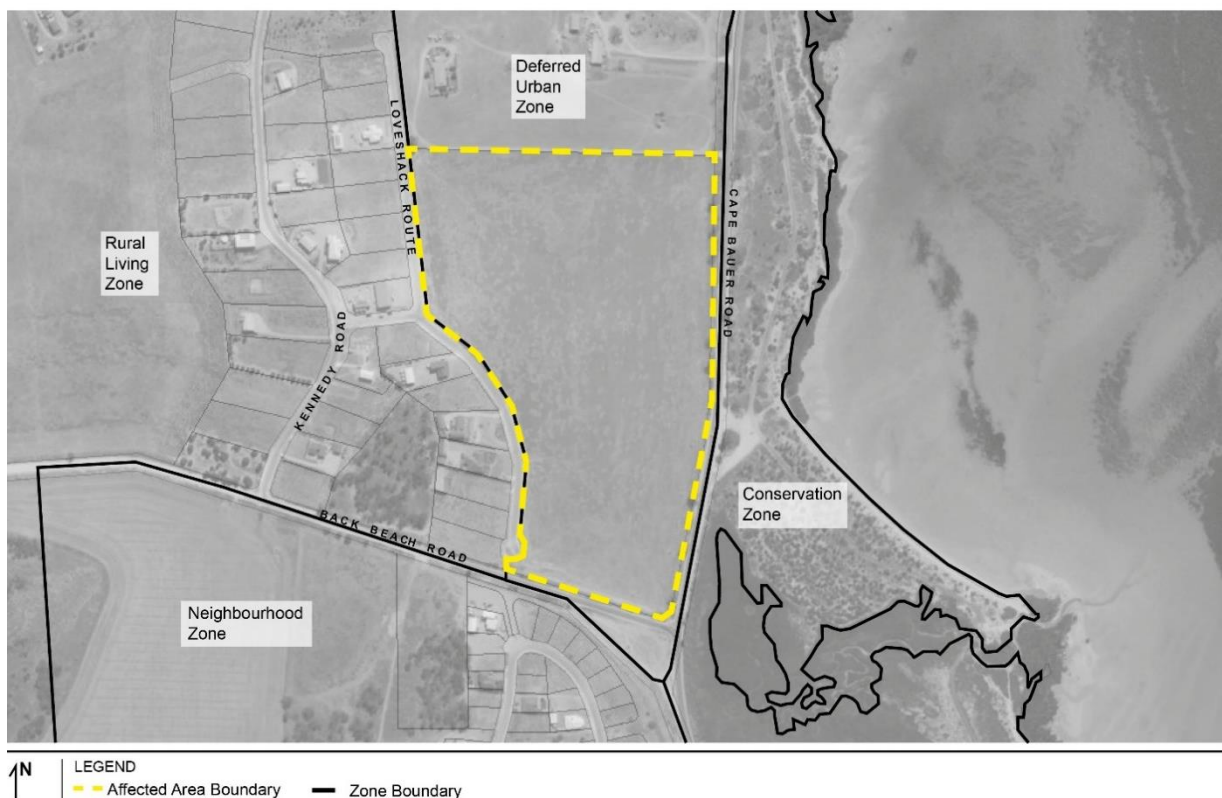 Deferred
Urban
Zone
LOVESHACK ROUTE
CAPE BAUER ROAD
Rural
Living
Zone
KENNEDY ROAD
Conservation
Zone
BACK BEACH ROAD
Neighbourhood
Zone
N
LEGEND
Affected Area Boundary
Zone Boundary